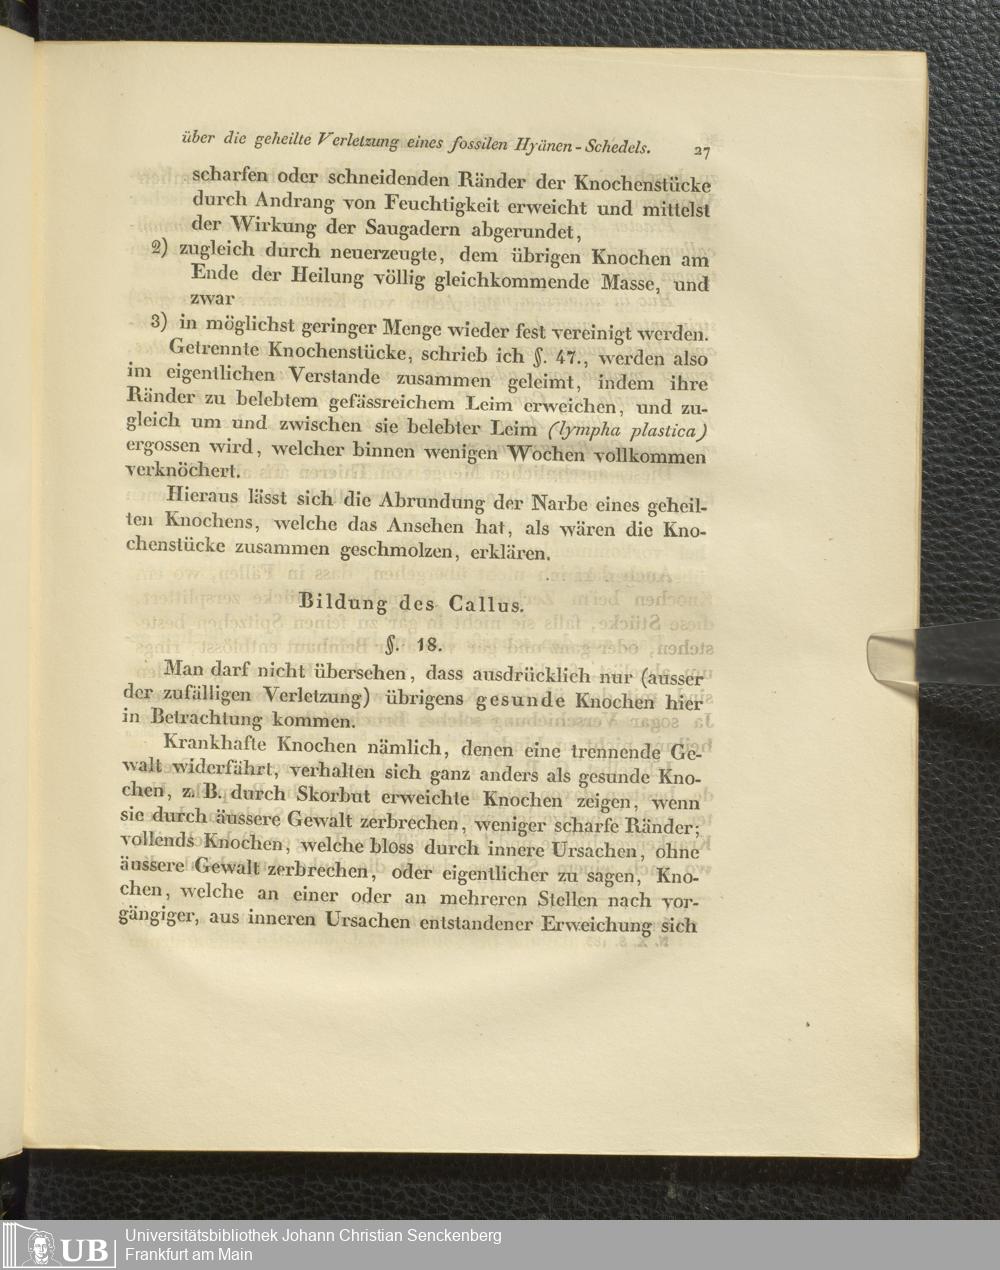 über die geheilte Verletzung eines fossilen Hyänen-Schedels. 27
scharfen oder schneidenden Ränder der Knochenstücke
durch Andrang von Feuchtigkeit erweicht und mittelst
der Wirkung der Saugadern abgerundet,
2) zugleich durch neuerzeugte, dem übrigen Knochen am
Ende der Heilung völlig gleichkommende Masse, und
zwar
3) in möglichst geringer Menge wieder fest vereinigt werden.
Getrennte Knochenstücke, schrieb ich §. 47., werden also
im eigentlichen Verstande zusammen geleimt, indem ihre
Ränder zu belebtem gefässreichem Leim erweichen, und zu-
gleich um und zwischen sie belebter Leim (lympha plastica)
ergossen wird, welcher binnen wenigen Wochen vollkommen
verknöchert.
Hieraus lässt sich die Abrundung der Narbe eines geheil-
ten Knochens, welche das Ansehen hat, als wären die Kno-
chenstücke zusammen geschmolzen, erklären.
Bildung des Callus.
§. 18.
Man darf nicht übersehen, dass ausdrücklich nur (ausser
der zufälligen Verletzung) übrigens gesunde Knochen hier
in Betrachtung kommen.
Krankhafte Knochen nämlich, denen eine trennende Ge-
walt widerfährt, verhalten sich ganz anders als gesunde Kno-
chen, z. B. durch Skorbut erweichte Knochen zeigen, wenn
sie durch äussere Gewalt zerbrechen, weniger scharfe Ränder;
vollends Knochen, welche bloss durch innere Ursachen, ohne
äussere Gewalt zerbrechen, oder eigentlicher zu sagen, Kno-
chen, welche an einer oder an mehreren Stellen nach vor-
gängiger, aus inneren Ursachen entstandener Erweichung sich
UB Universitätsbibliothek Johann Christian Senckenberg
Frankfurt am Main